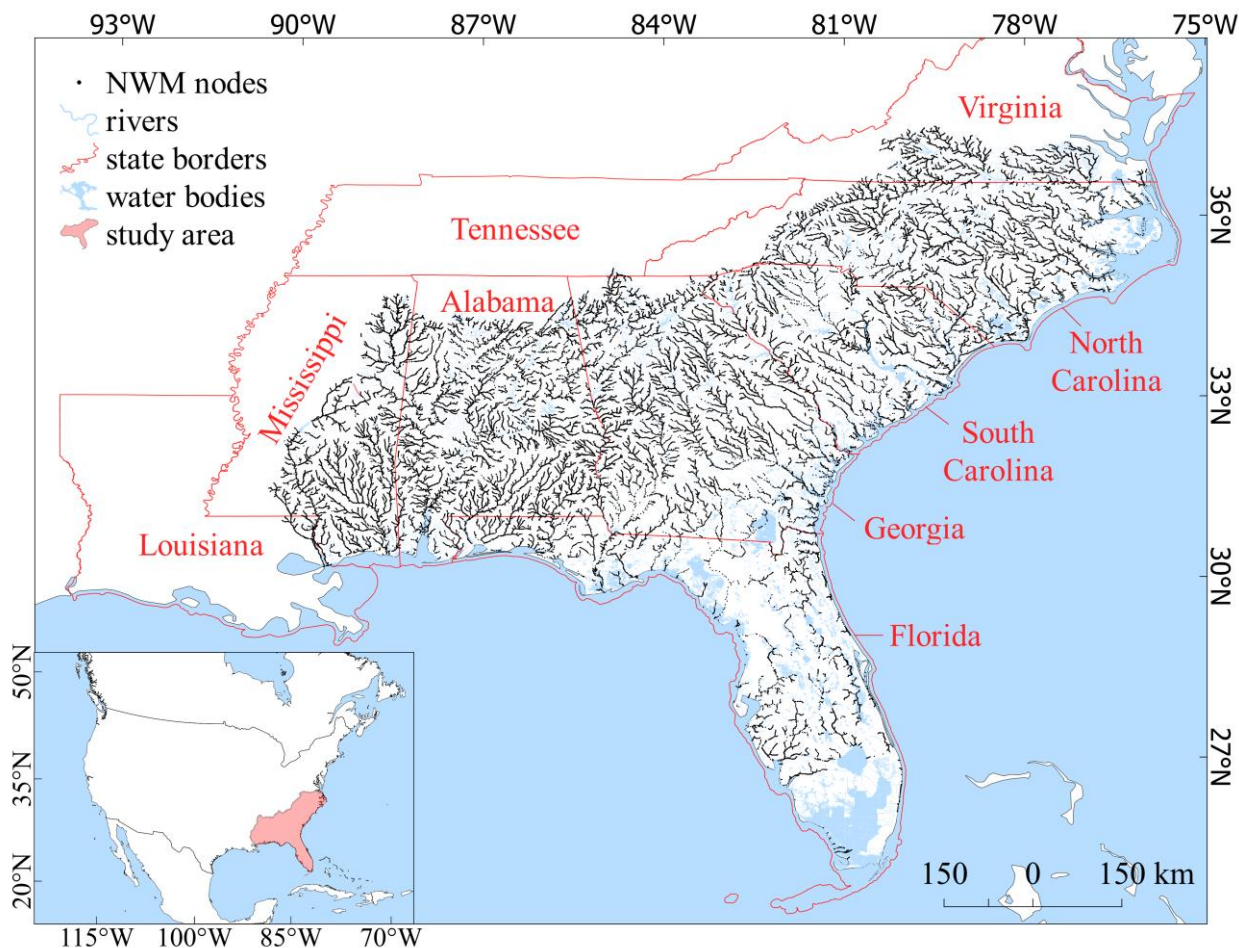 93°W 90°W 87°W 84°W 81°W 78°W 75°W
NWM nodes
rivers
state borders
water bodies
study area
Virginia
Tennessee
Alabama
Mississippi
Louisiana
North
Carolina
South
Carolina
Georgia
Florida
36°N
33°N
30°N
27°N
150 0 150 km
50°N
35°N
20°N
115°W 100°W 85°W 70°W